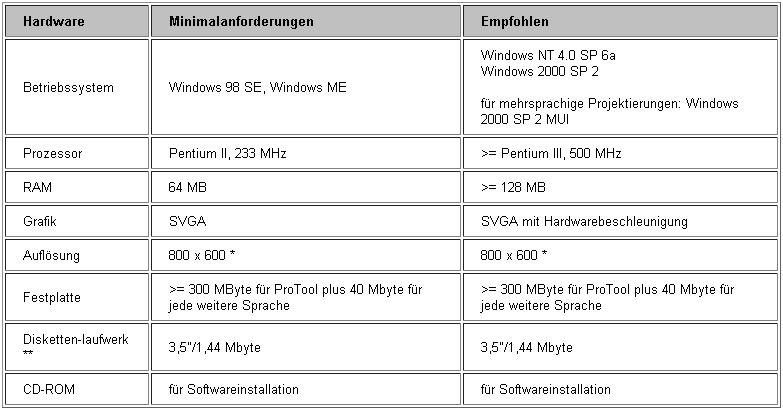 Hardware Minimalanforderungen Empfohlen
Betriebssystem
Windows 98 SE, Windows ME
Windows NT 4.0 SP 6a
Windows 2000 SP 2
für mehrsprachige Projektierungen: Windows
2000 SP 2 MUI
Prozessor Pentium II, 233 MHz >= Pentium III, 500 MHz
RAM 64 MB >= 128 MB
Grafik SVGA SVGA mit Hardwarebeschleunigung
Auflösung 800 x 600 * 800 x 600 *
Festplatte
>= 300 MByte für ProTool plus 40 Mbyte für
jede weitere Sprache
>= 300 MByte für ProTool plus 40 Mbyte für
jede weitere Sprache
Disketten-laufwerk
**
3,5"/1,44 Mbyte
3,5"/1,44 Mbyte
CD-ROM für Softwareinstallation für Softwareinstallation